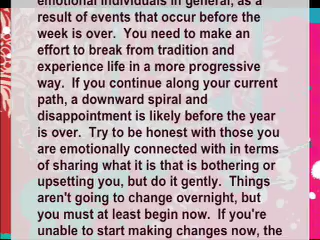 emotional individuals in general, as a
result of events that occur before the
week is over.  You need to make an
effort to break from tradition and
experience life in a more progressive
way.  If you continue along your current
path, a downward spiral and
disappointment is likely before the year
is over.  Try to be honest with those you
are emotionally connected with in terms
of sharing what it is that is bothering or
upsetting you, but do it gently.  Things
aren't going to change overnight, but
you must at least begin now.  If you're
unable to start making changes now, the